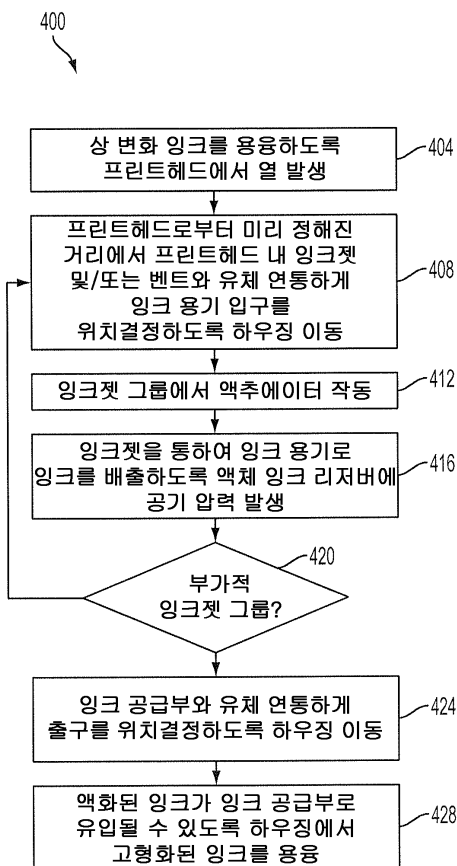 400
상 변화 잉크를 용융하도록
프린트헤드에서 열 발생
404
프린트헤드로부터 미리 정해진
거리에서 프린트헤드 내 잉크젯
및/또는 벤트와 유체 연통하게
잉크 용기 입구를
위치결정하도록 하우징 이동
408
잉크젯 그룹에서 액추에이터 작동
412
잉크젯을 통하여 잉크 용기로
잉크를 배출하도록 액체 잉크 리저버에
공기 압력 발생
416
420
부가적
잉크젯 그룹?
잉크 공급부와 유체 연통하게
출구를 위치결정하도록 하우징 이동
424
액화된 잉크가 잉크 공급부로
유입될 수 있도록 하우징에서
고형화된 잉크를 용융
428